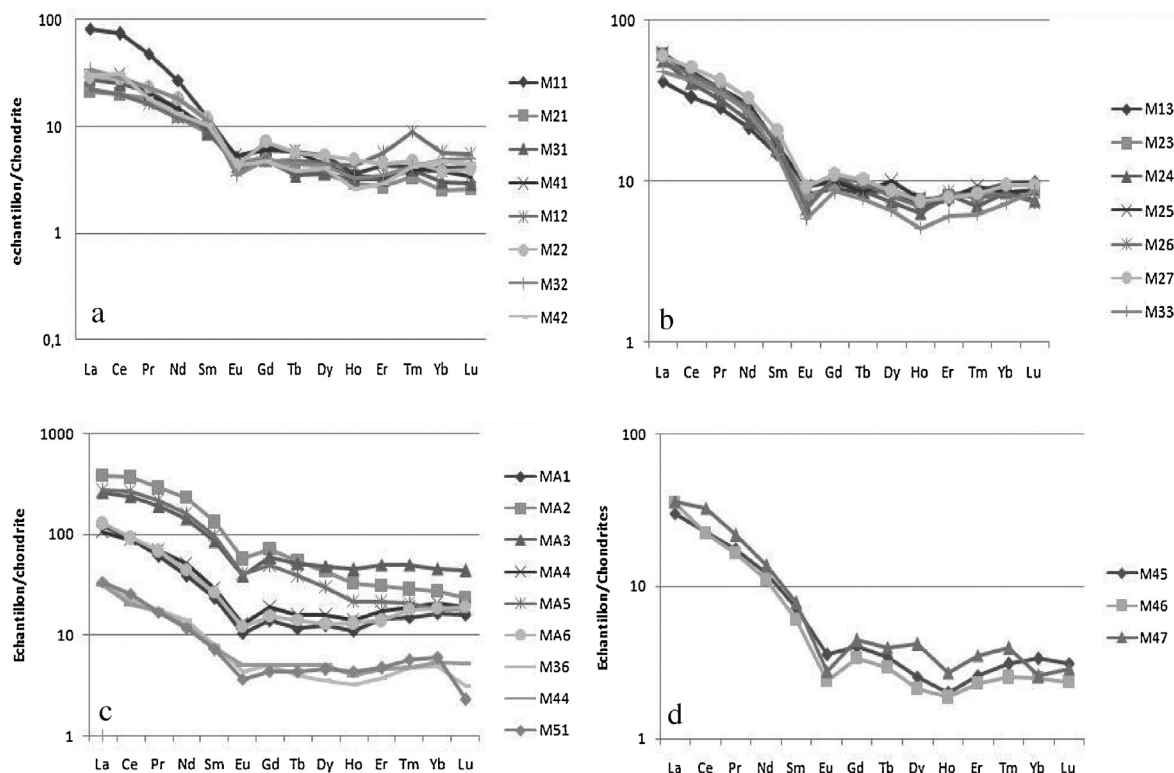 echantillon/Chondrite
100
10
1
0,1
a
La Ce Pr Nd Sm Eu Gd Tb Dy Ho Er Tm Yb Lu
M11
M21
M31
M41
M12
M22
M32
M42
100
10
1
b
La Ce Pr Nd Sm Eu Gd Tb Dy Ho Er Tm Yb Lu
M13
M23
M24
M25
M26
M27
M33
Echantillon/chondrite
1000
100
10
1
c
La Ce Pr Nd Sm Eu Gd Tb Dy Ho Er Tm Yb Lu
MA1
MA2
MA3
MA4
MA5
MA6
M36
M44
M51
Echantillon/Chondrites
100
10
1
d
La Ce Pr Nd Sm Eu Gd Tb Dy Ho Er Tm Yb Lu
M45
M46
M47